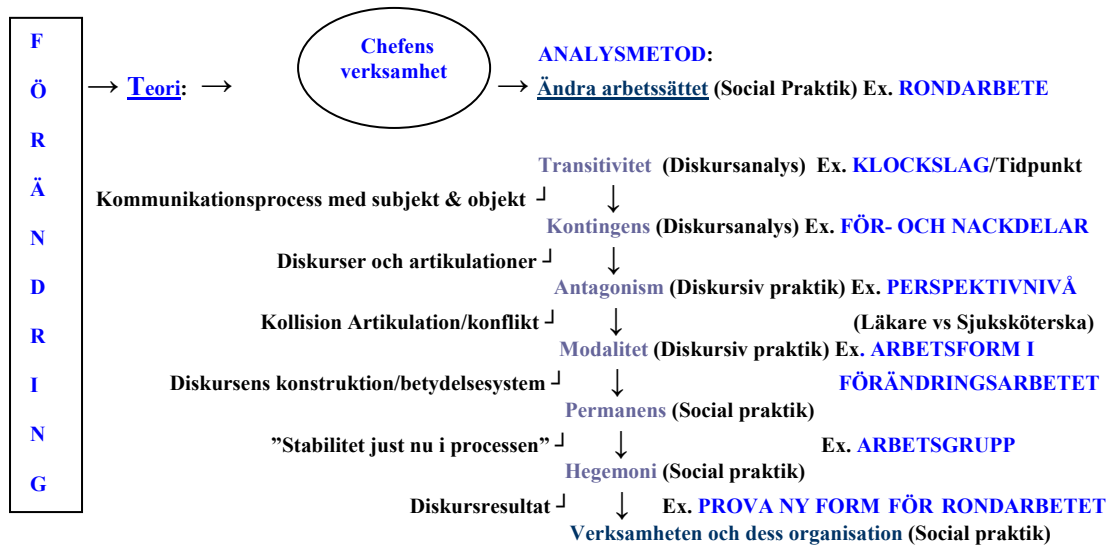 F
Ö
R
Ä
N
D
R
I
N
G
→ Teori: →
Chefens
verksamhet
→
ANALYSMETOD:
Ändra arbetssättet (Social Praktik) Ex. RONDARBETE
Transitivitet (Diskursanalys) Ex. KLOCKSLAG/Tidpunkt
Kommunikationsprocess med subjekt & objekt ┘ ↓
Kontingens (Diskursanalys) Ex. FÖR- OCH NACKDELAR
Diskurser och artikulationer ┘ ↓
Antagonism (Diskursiv praktik) Ex. PERSPEKTIVNIVÅ
Kollision Artikulation/konflikt ┘ ↓ (Läkare vs Sjuksköterska)
Modalitet (Diskursiv praktik) Ex. ARBETSFORM I
Diskursens konstruktion/betydelsesystem ┘ ↓ FÖRÄNDRINGSARBETET
Permanens (Social praktik)
”Stabilitet just nu i processen” ┘ ↓ Ex. ARBETSGRUPP
Hegemoni (Social praktik)
Diskursresultat ┘ ↓ Ex. PROVA NY FORM FÖR RONDARBETET
Verksamheten och dess organisation (Social praktik)